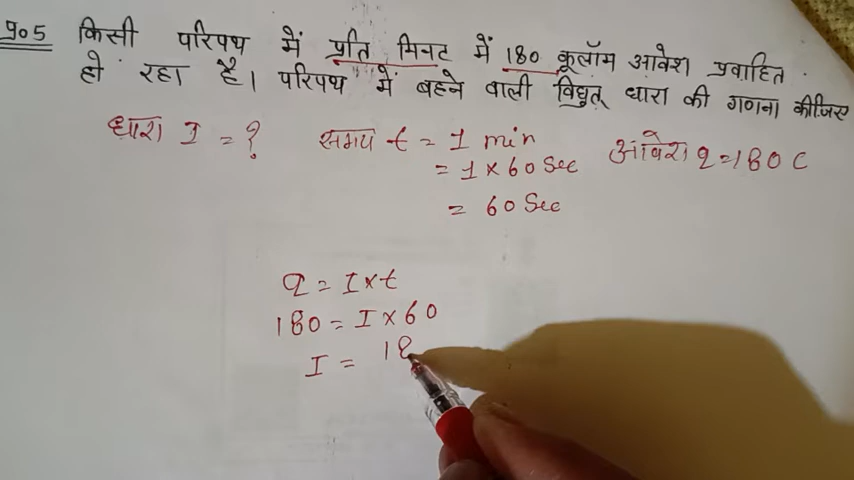 प्र०5 किसी परिपथ में प्रति मिनट में 180 कूलॉम आवेश प्रवाहित
हो रहा है। परिपथ में बहने वाली विद्युत् धारा की गणना कीजिए
धारा I = ? समय t = 1 min आवेश q = 180 C
= 1 × 60 Sec
= 60 Sec
q = I × t
180 = I × 60
I = 18